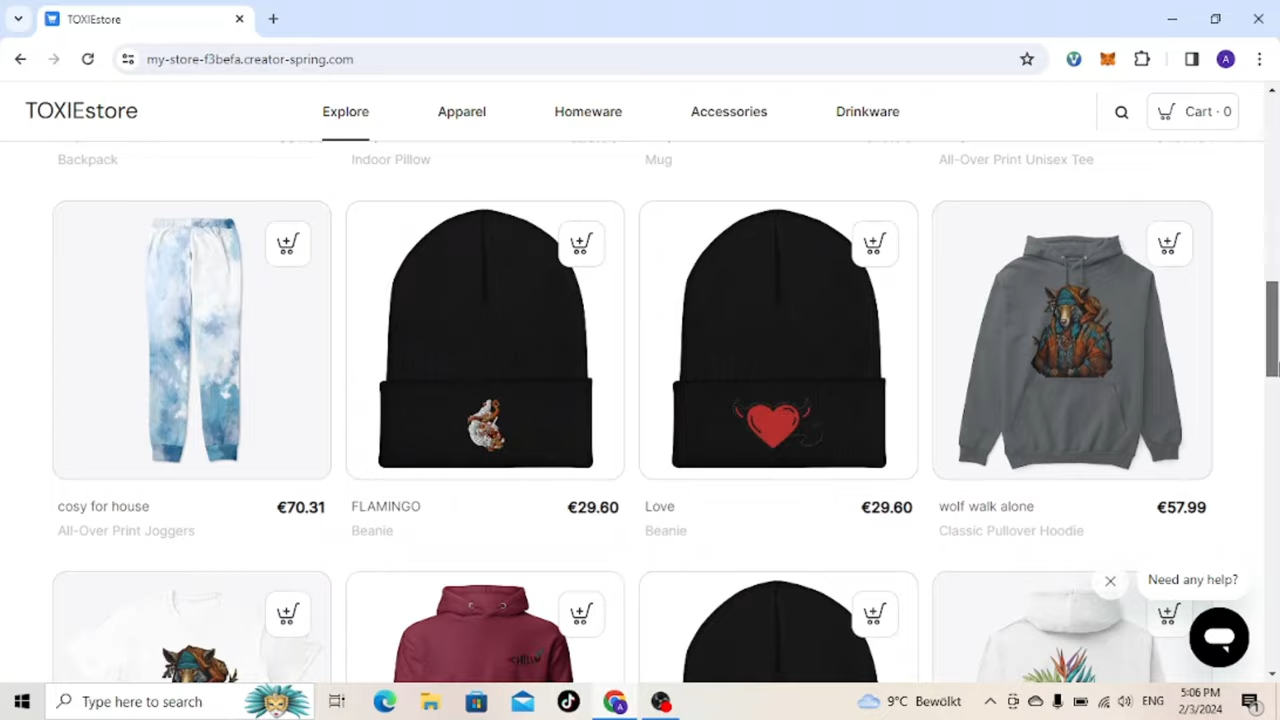 TOXIEstore
my-store-f3befa.creator-spring.com
TOXIEstore
Explore
Apparel
Homeware
Accessories
Drinkware
Cart · 0
Backpack
Indoor Pillow
Mug
All-Over Print Unisex Tee
cosy for house €70.31
All-Over Print Joggers
FLAMINGO €29.60
Beanie
Love €29.60
Beanie
wolf walk alone €57.99
Classic Pullover Hoodie
CHILL
Need any help?
Type here to search
9°C Bewolkt
ENG
5:06 PM
2/3/2024
1
A
A